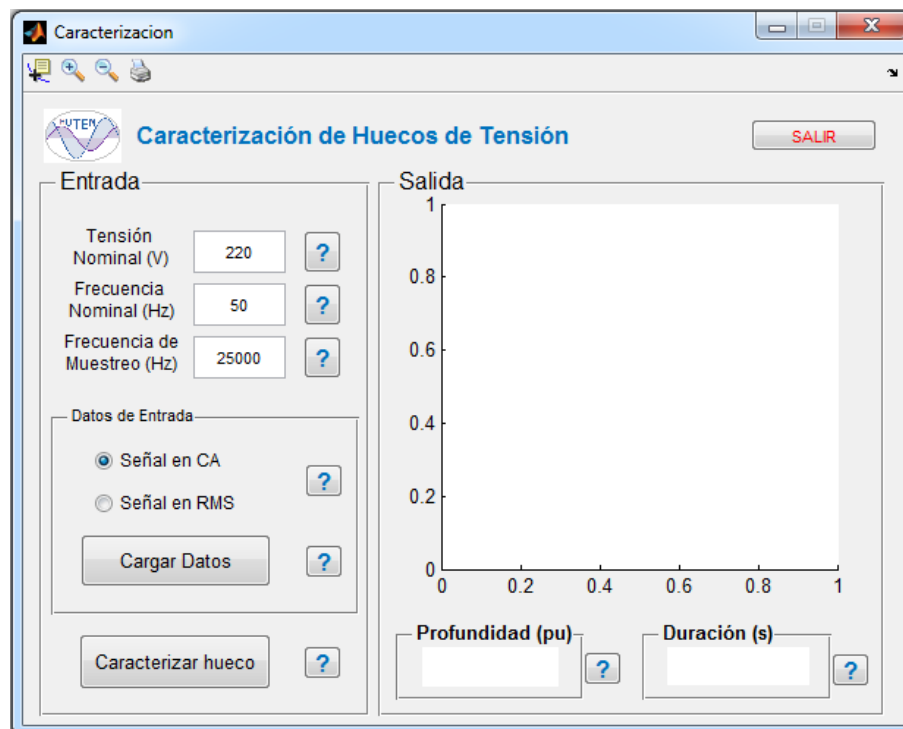 Caracterizacion
HUTEN
Caracterización de Huecos de Tensión
SALIR
Entrada
Tensión
Nominal (V)
220
?
Frecuencia
Nominal (Hz)
50
?
Frecuencia de
Muestreo (Hz)
25000
?
Datos de Entrada
Señal en CA
Señal en RMS
?
Cargar Datos
?
Caracterizar hueco
?
Salida
1
0.8
0.6
0.4
0.2
0
0 0.2 0.4 0.6 0.8 1
Profundidad (pu)
?
Duración (s)
?